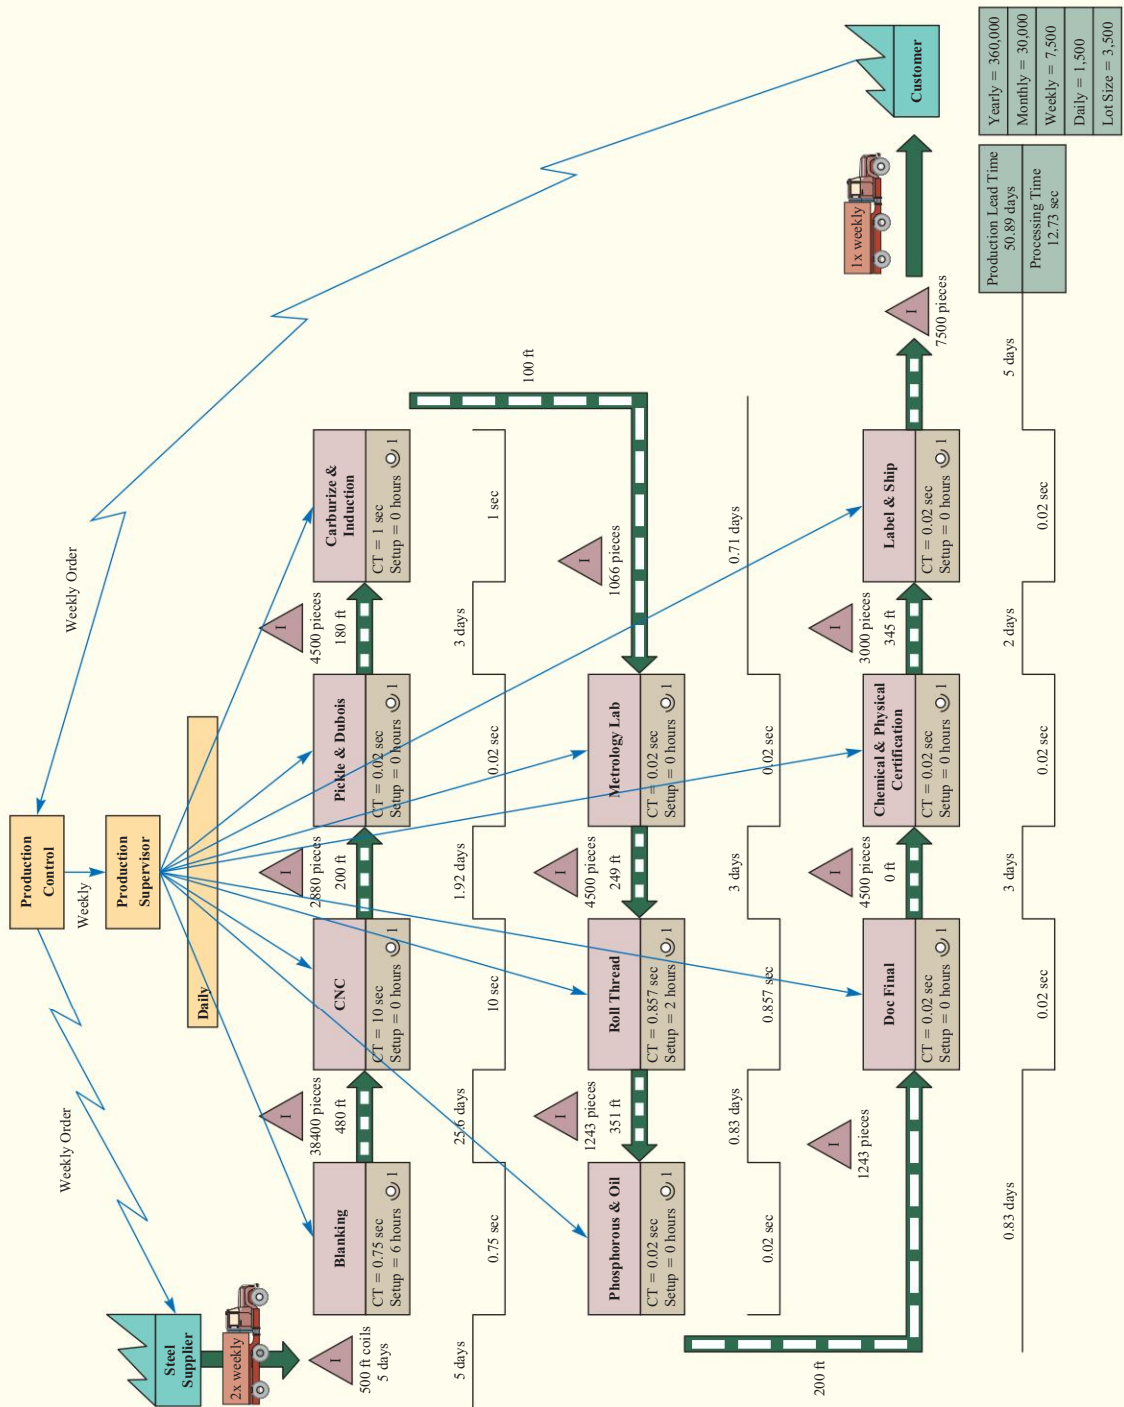 Production
Control
Weekly
Production
Supervisor
Daily
Weekly Order
Weekly Order
Steel
Supplier
2x weekly
I
500 ft coils
5 days
Blanking
CT = 0.75 sec
Setup = 6 hours
1
I
38400 pieces
480 ft
CNC
CT = 10 sec
Setup = 0 hours
1
I
2880 pieces
200 ft
Pickle & Dubois
CT = 0.02 sec
Setup = 0 hours
1
I
4500 pieces
180 ft
Carburize &
Induction
CT = 1 sec
Setup = 0 hours
1
5 days
0.75 sec
25.6 days
10 sec
1.92 days
0.02 sec
3 days
1 sec
100 ft
I
1066 pieces
Metrology Lab
CT = 0.02 sec
Setup = 0 hours
1
I
4500 pieces
249 ft
Roll Thread
CT = 0.857 sec
Setup = 2 hours
1
I
1243 pieces
351 ft
Phosphorous & Oil
CT = 0.02 sec
Setup = 0 hours
1
0.02 sec
0.83 days
0.857 sec
3 days
0.02 sec
0.71 days
200 ft
I
1243 pieces
Doc Final
CT = 0.02 sec
Setup = 0 hours
1
I
4500 pieces
0 ft
Chemical & Physical
Certification
CT = 0.02 sec
Setup = 0 hours
1
I
3000 pieces
345 ft
Label & Ship
CT = 0.02 sec
Setup = 0 hours
1
I
7500 pieces
1x weekly
Customer
0.83 days
0.02 sec
3 days
0.02 sec
2 days
0.02 sec
5 days
Production Lead Time
50.89 days
Processing Time
12.73 sec
Yearly = 360,000
Monthly = 30,000
Weekly = 7,500
Daily = 1,500
Lot Size = 3,500